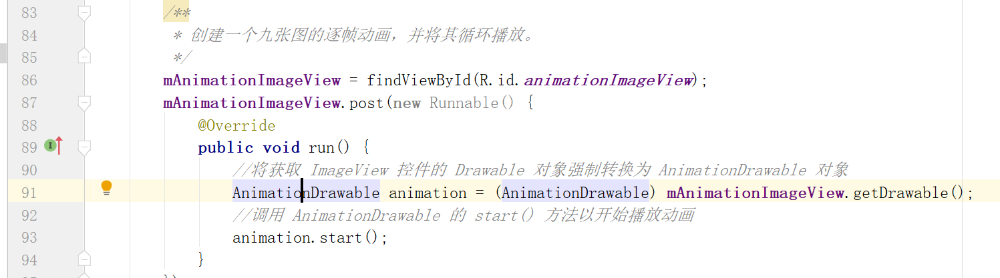 83 /**
84 * 创建一个九张图的逐帧动画，并将其循环播放。
85 */
86 mAnimationImageView = findViewById(R.id.animationImageView);
87 mAnimationImageView.post(new Runnable() {
88 @Override
89 public void run() {
90 //将获取 ImageView 控件的 Drawable 对象强制转换为 AnimationDrawable 对象
91 AnimationDrawable animation = (AnimationDrawable) mAnimationImageView.getDrawable();
92 //调用 AnimationDrawable 的 start() 方法以开始播放动画
93 animation.start();
94 }